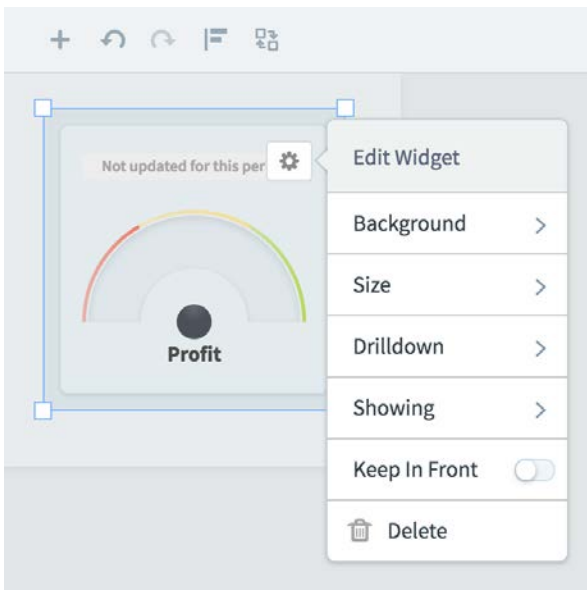 Not updated for this per
Profit
Edit Widget
Background
Size
Drilldown
Showing
Keep In Front
Delete